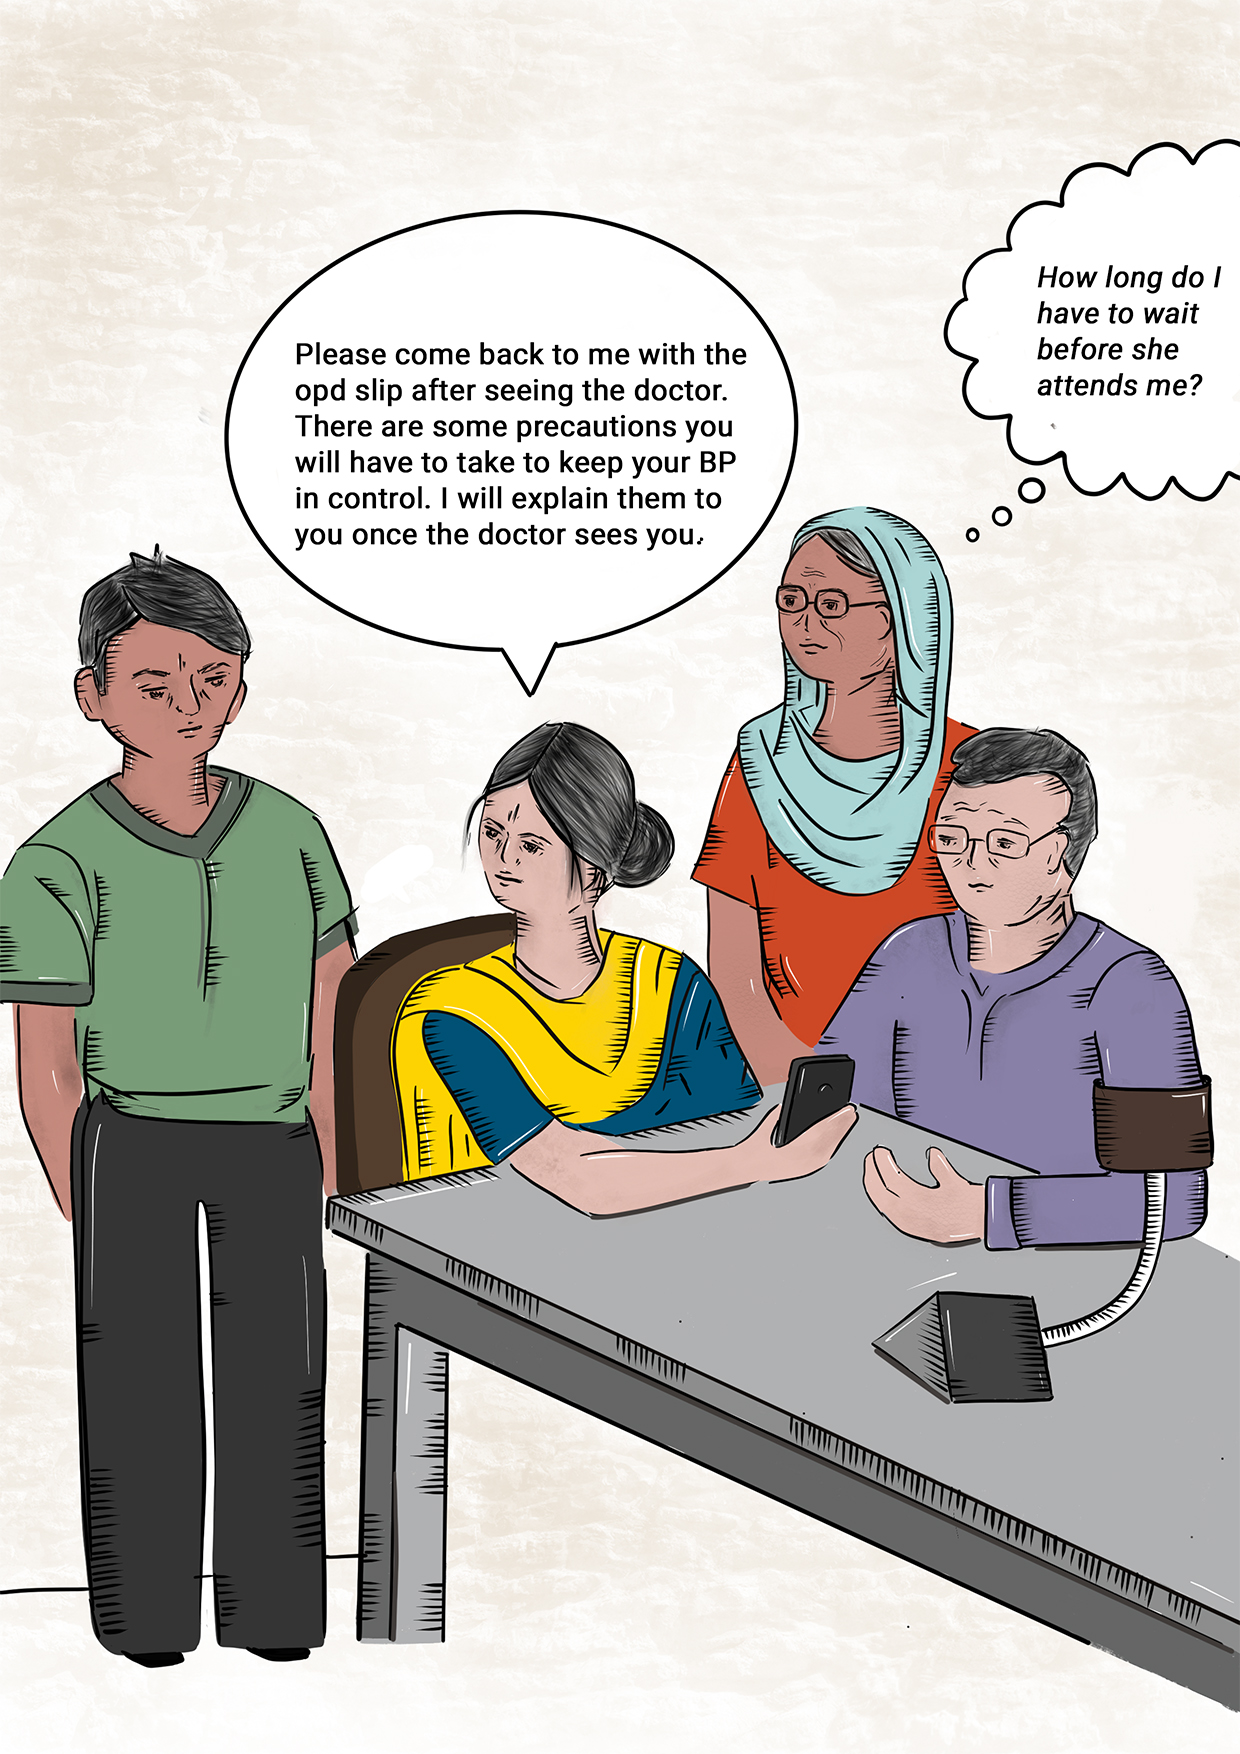 Please come back to me with the
opd slip after seeing the doctor.
There are some precautions you
will have to take to keep your BP
in control. I will explain them to
you once the doctor sees you.
How long do I
have to wait
before she
attends me?